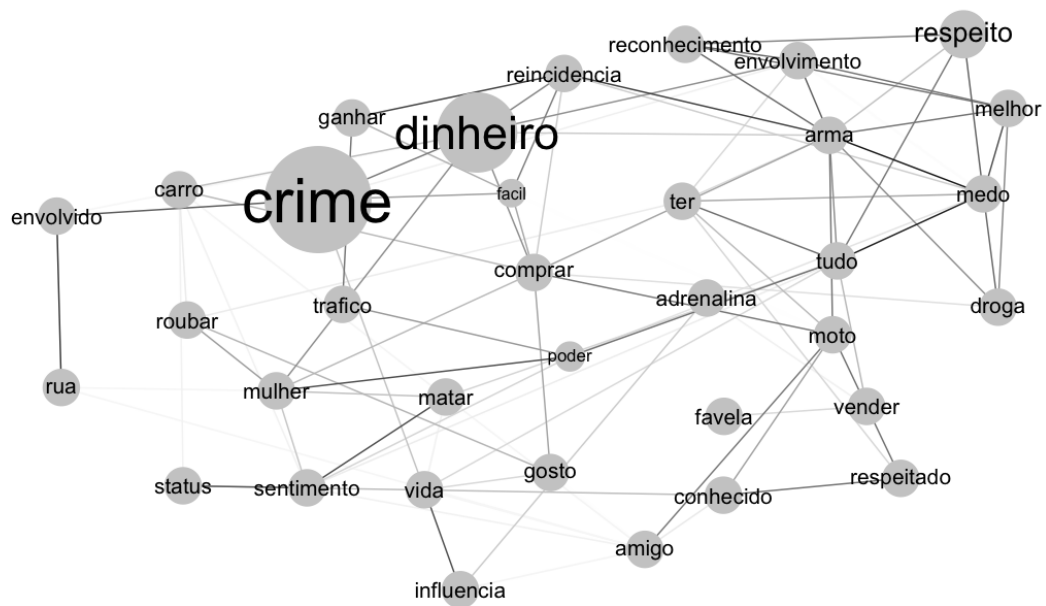 respeito
reconhecimento
envolvimento
reincidencia
melhor
ganhar
dinheiro
arma
carro
facil
ter
medo
crime
envolvido
tudo
comprar
adrenalina
trafico
droga
roubar
moto
poder
rua
mulher
matar
favela
vender
gosto
respeitado
status
sentimento
vida
conhecido
amigo
influencia